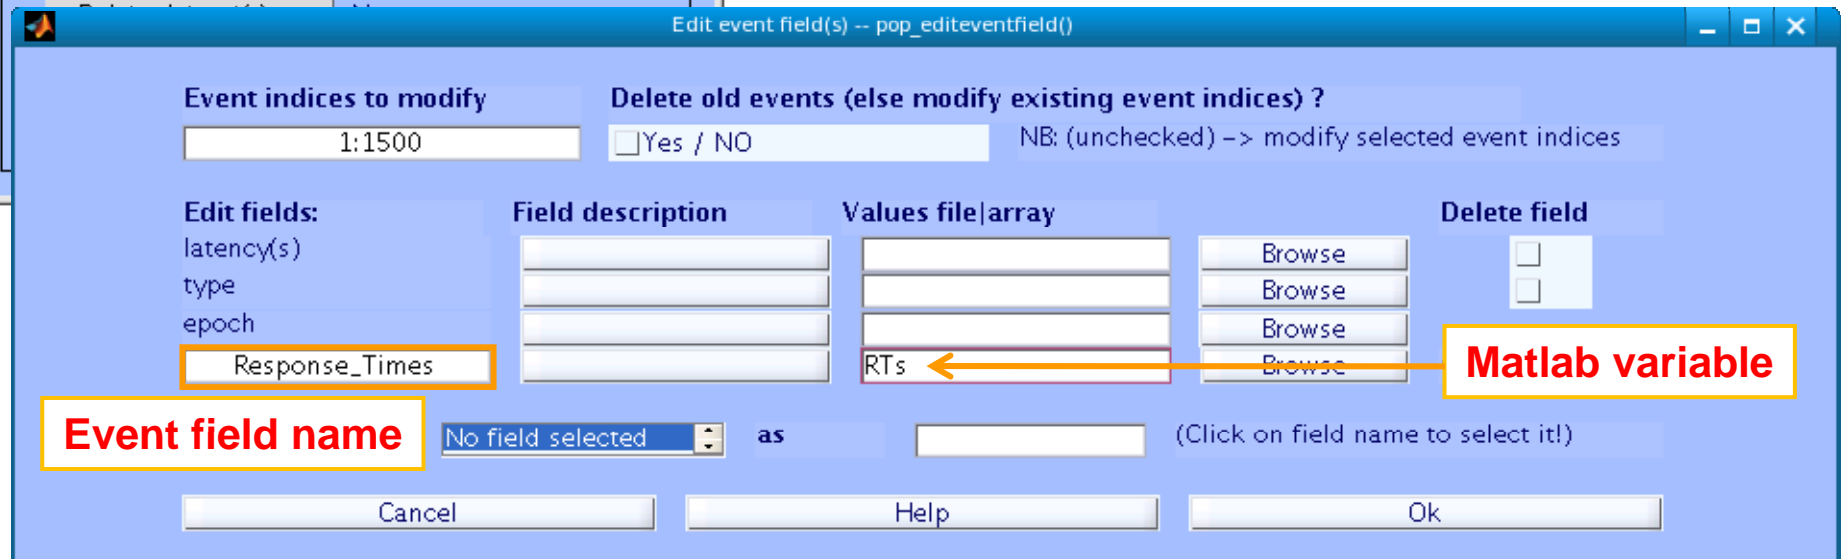 Edit event field(s) -- pop_editeventfield()
Event indices to modify
Delete old events (else modify existing event indices) ?
1:1500
Yes / NO
NB: (unchecked) -> modify selected event indices
Edit fields:
Field description
Values file|array
Delete field
latency(s)
Browse
type
Browse
epoch
Browse
Response_Times
RTs
Browse
Matlab variable
Event field name
No field selected
as
(Click on field name to select it!)
Cancel
Help
Ok